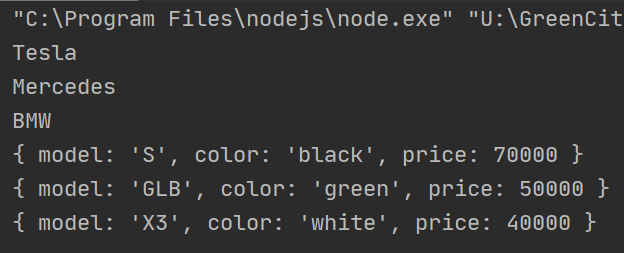 "C:\Program Files\nodejs\node.exe" "U:\GreenCit
Tesla
Mercedes
BMW
{ model: 'S', color: 'black', price: 70000 }
{ model: 'GLB', color: 'green', price: 50000 }
{ model: 'X3', color: 'white', price: 40000 }